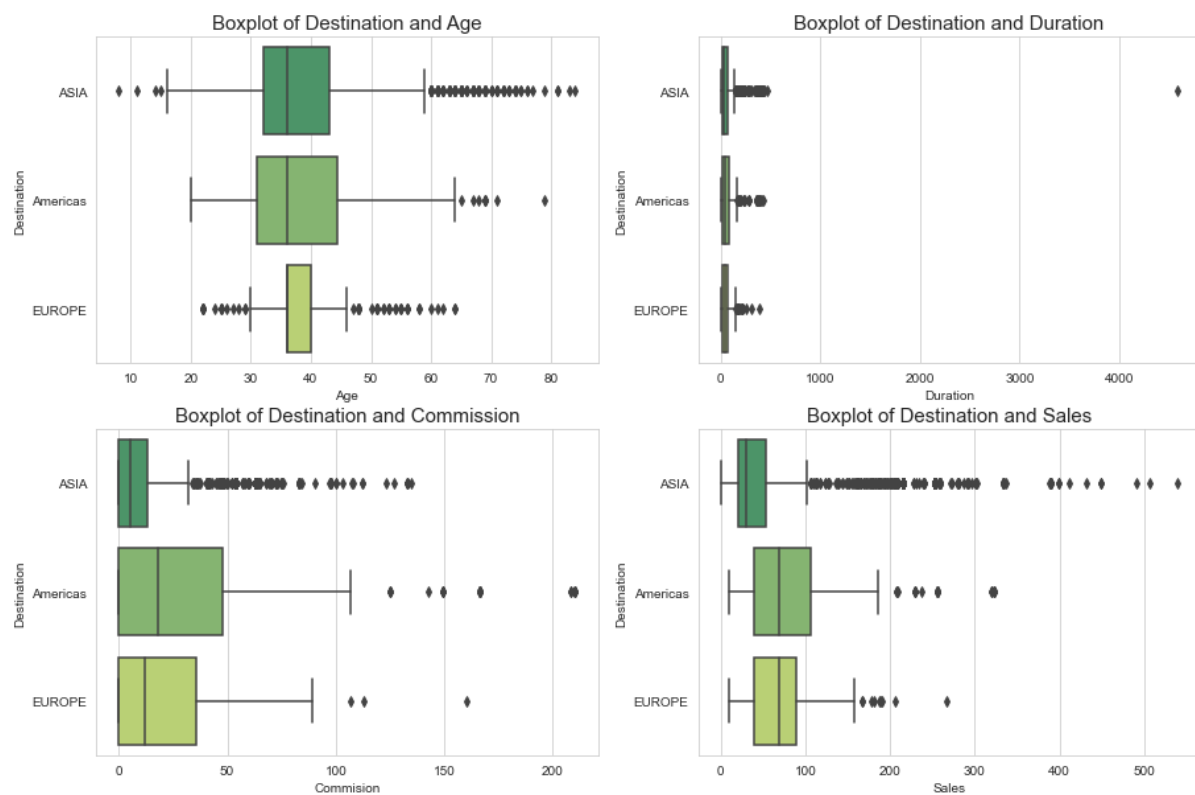 Boxplot of Destination and Age
Destination
ASIA
Americas
EUROPE
10 20 30 40 50 60 70 80
Age
Boxplot of Destination and Duration
Destination
ASIA
Americas
EUROPE
0 1000 2000 3000 4000
Duration
Boxplot of Destination and Commission
Destination
ASIA
Americas
EUROPE
0 50 100 150 200
Commision
Boxplot of Destination and Sales
Destination
ASIA
Americas
EUROPE
0 100 200 300 400 500
Sales